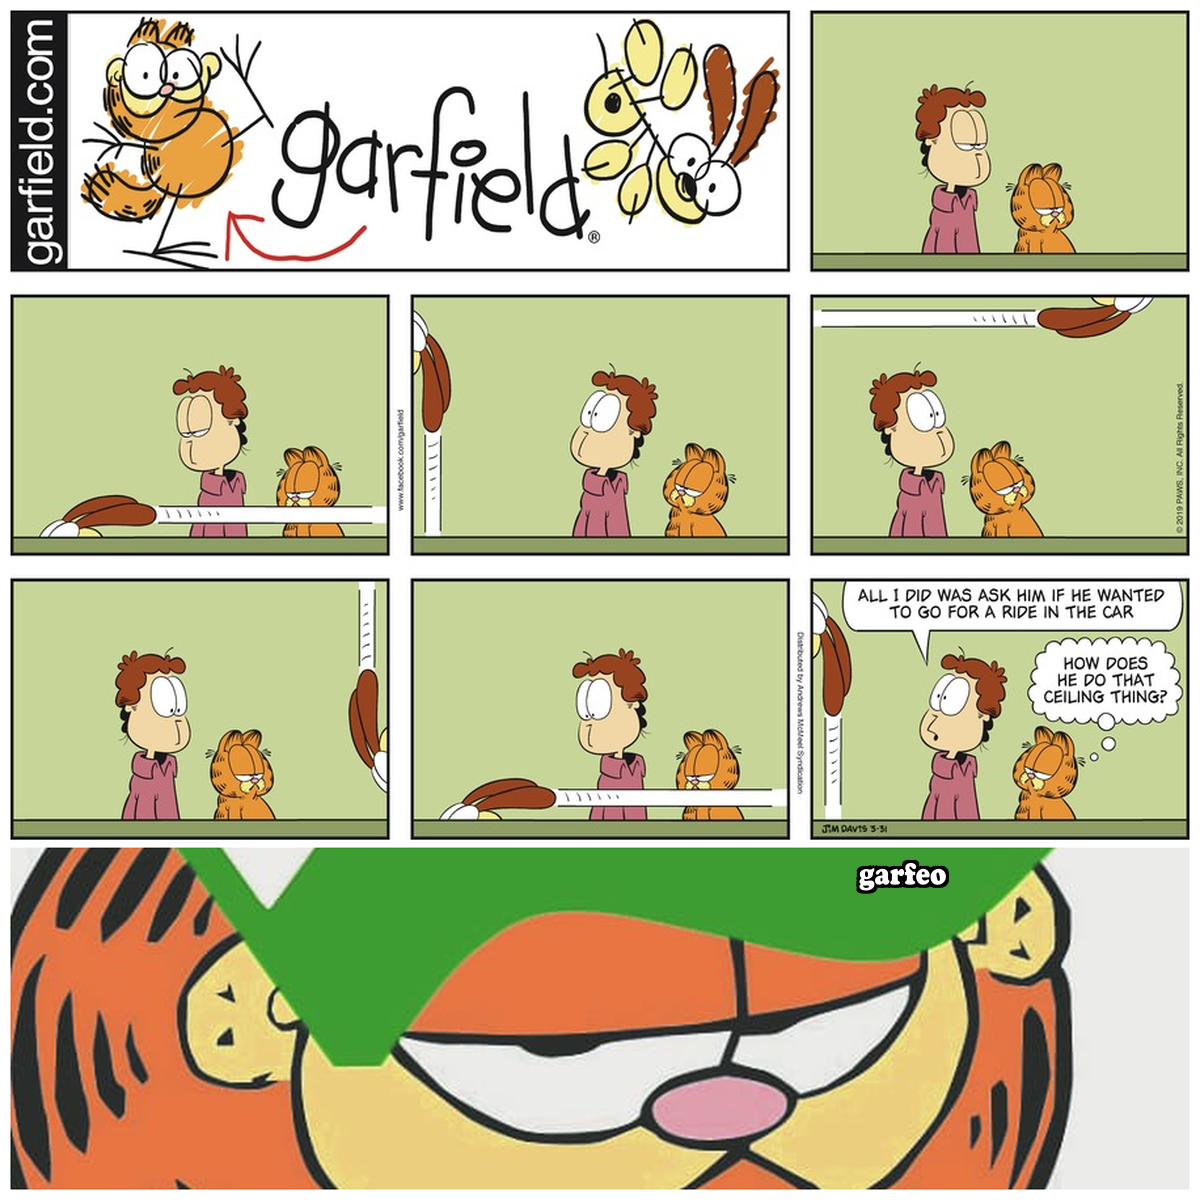 garfield.com
garfield®
www.facebook.com/garfield
© 2019 PAWS, INC. All Rights Reserved.
Distributed by Andrews McMeel Syndication
ALL I DID WAS ASK HIM IF HE WANTED
TO GO FOR A RIDE IN THE CAR
HOW DOES
HE DO THAT
CEILING THING?
JIM DAVIS 3-31
garfeo